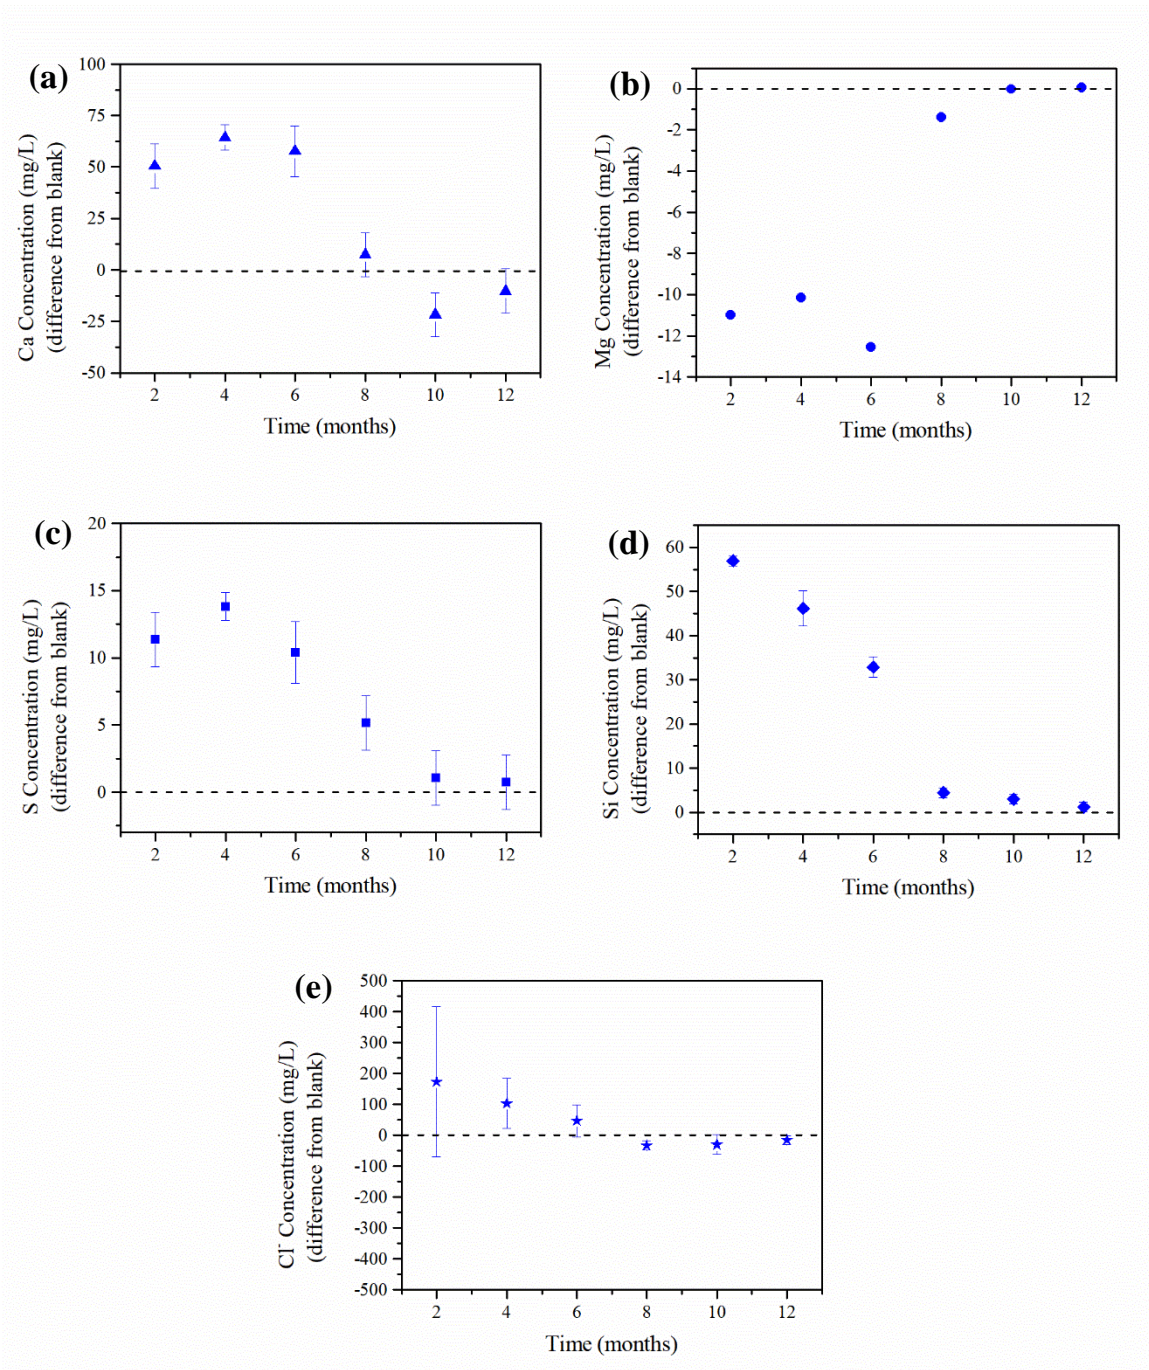 (a)
Ca Concentration (mg/L)
(difference from blank)
100
75
50
25
0
-25
-50
2 4 6 8 10 12
Time (months)
(b)
Mg Concentration (mg/L)
(difference from blank)
0
-2
-4
-6
-8
-10
-12
-14
2 4 6 8 10 12
Time (months)
(c)
S Concentration (mg/L)
(difference from blank)
20
15
10
5
0
2 4 6 8 10 12
Time (months)
(d)
Si Concentration (mg/L)
(difference from blank)
60
50
40
30
20
10
0
2 4 6 8 10 12
Time (months)
(e)
Cl⁻ Concentration (mg/L)
(difference from blank)
500
400
300
200
100
0
-100
-200
-300
-400
-500
2 4 6 8 10 12
Time (months)